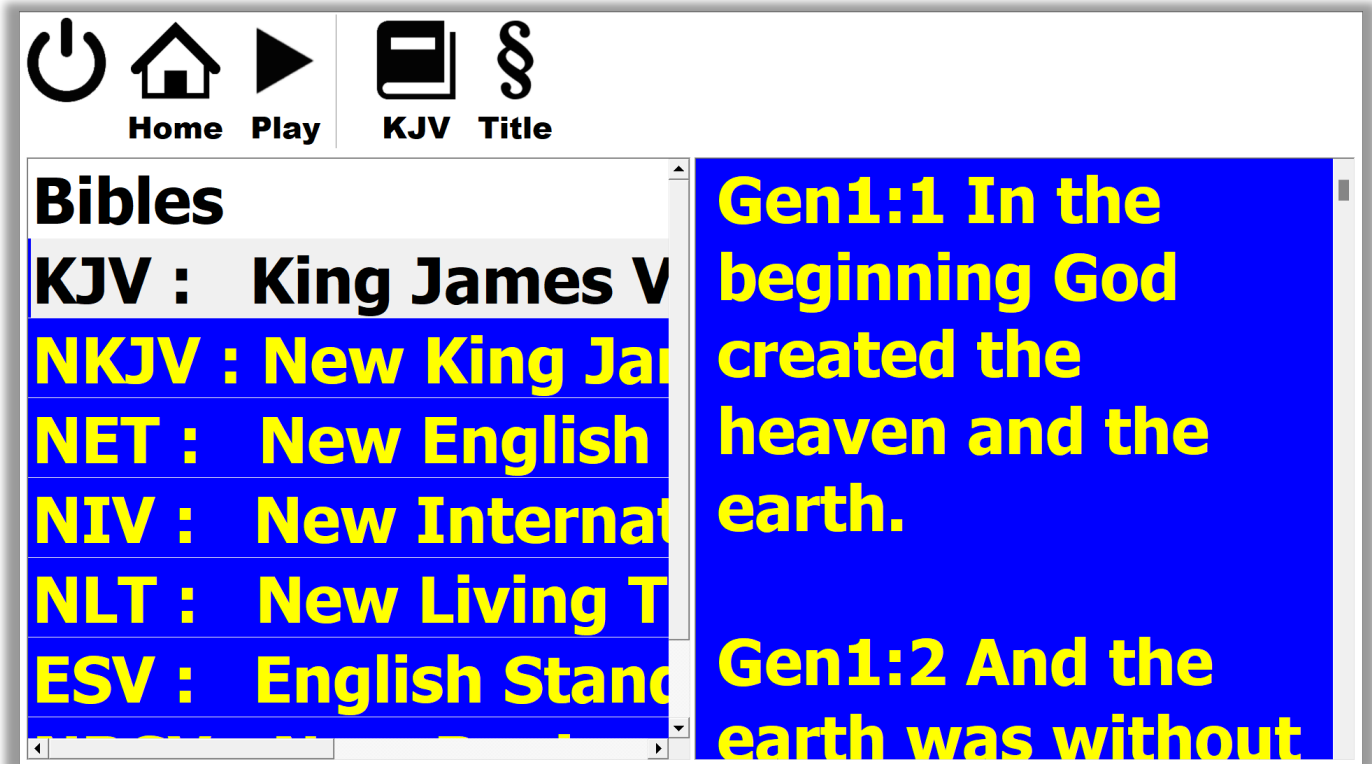 Home Play KJV Title
Bibles
KJV : King James V
NKJV : New King Jam
NET : New English
NIV : New Internat
NLT : New Living T
ESV : English Stand
Gen1:1 In the
beginning God
created the
heaven and the
earth.
Gen1:2 And the
earth was without